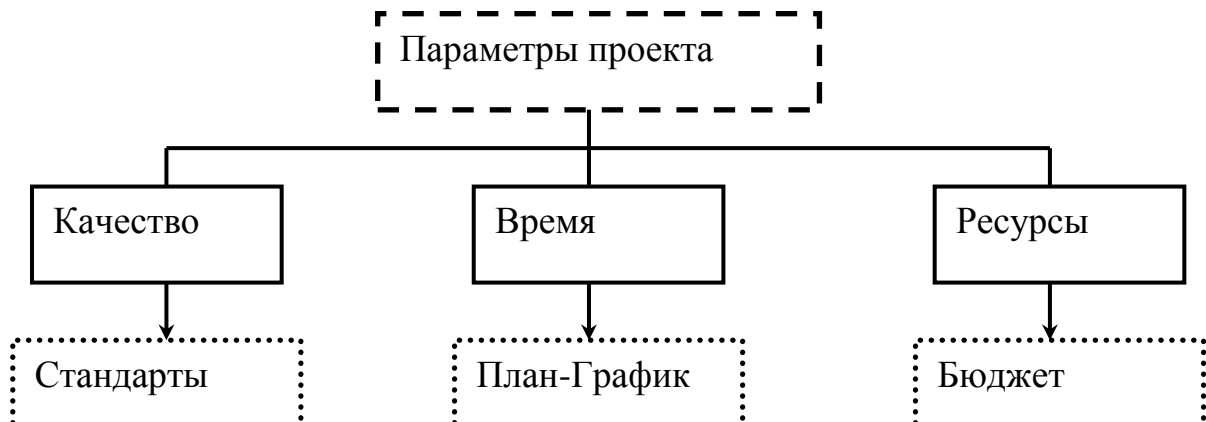 Параметры проекта
Качество
Время
Ресурсы
Стандарты
План-График
Бюджет